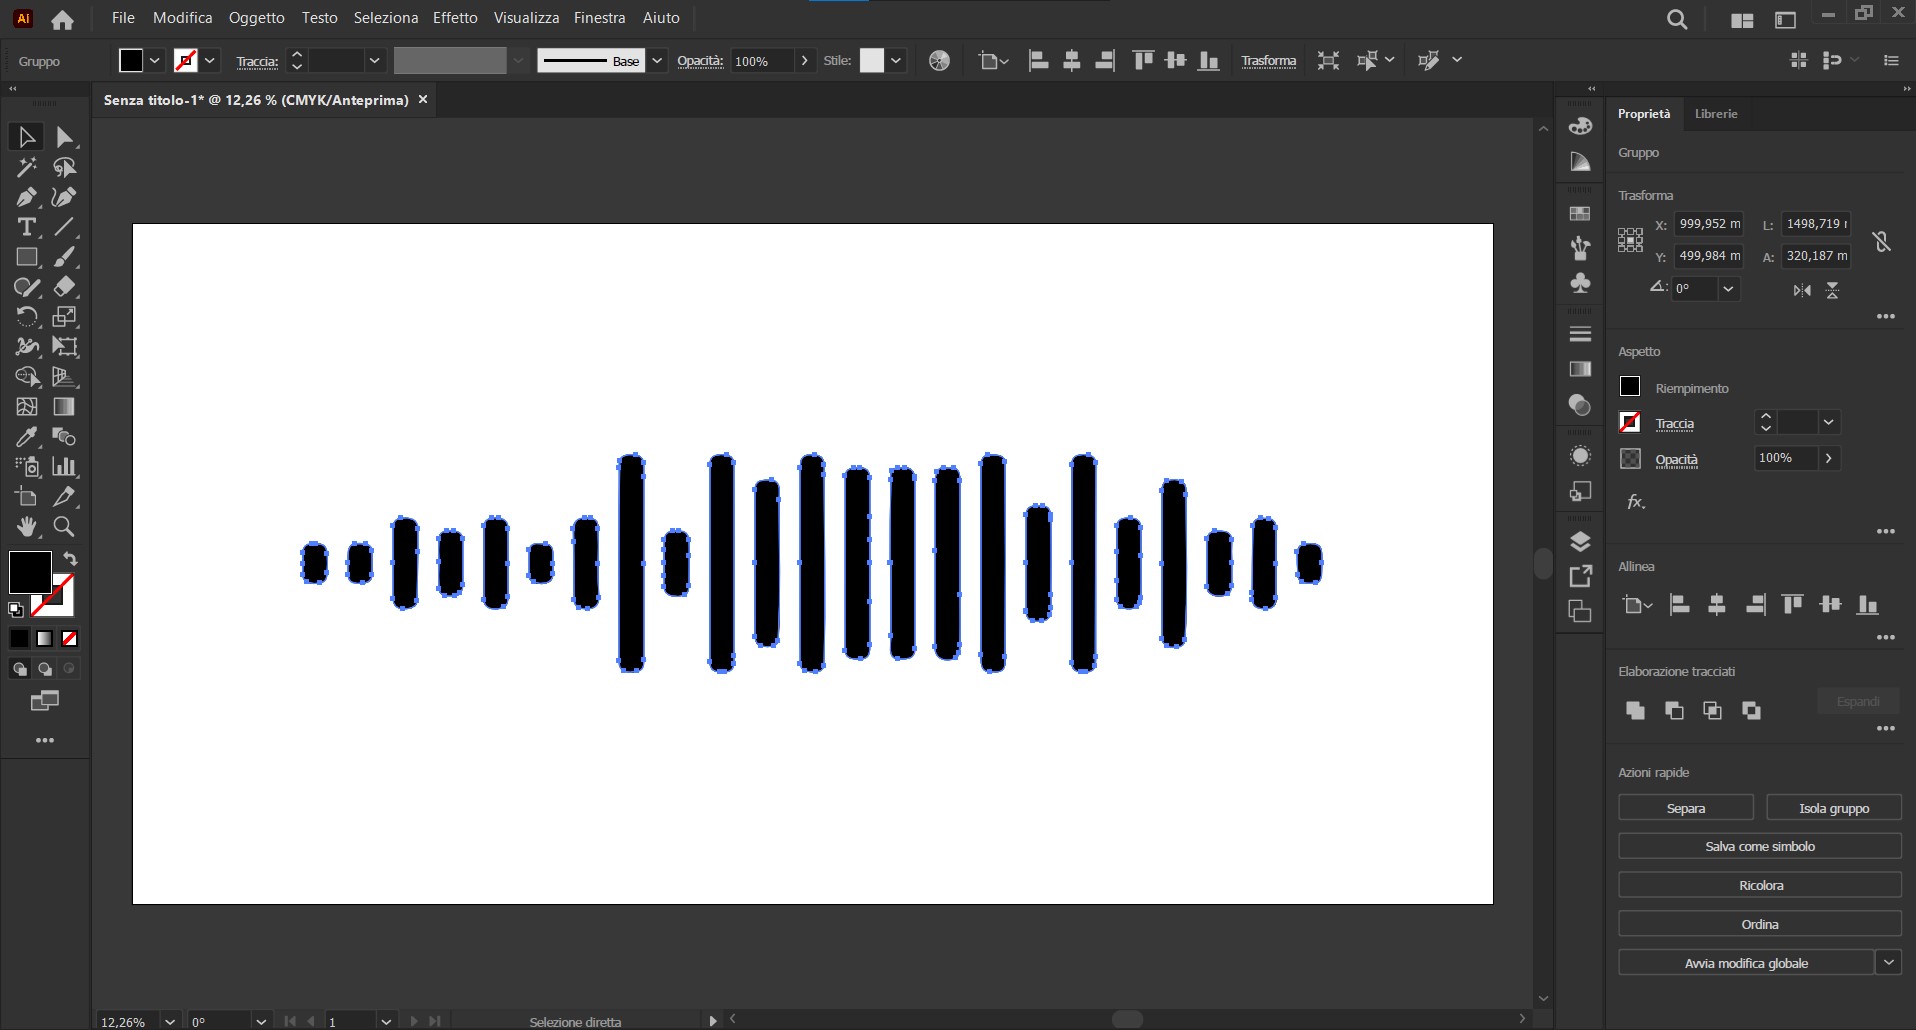 Ai File Modifica Oggetto Testo Seleziona Effetto Visualizza Finestra Aiuto
Gruppo Traccia: Base Opacità: 100% Stile: Trasforma
Senza titolo-1* @ 12,26 % (CMYK/Anteprima) ×
Proprietà Librerie
Gruppo
Trasforma
X: 999,952 m L: 1498,719
Y: 499,984 m A: 320,187 m
0°
Aspetto
Riempimento
Traccia
Opacità 100%
fx.
Allinea
Elaborazione tracciati
Espandi
Azioni rapide
Separa Isola gruppo
Salva come simbolo
Ricolora
Ordina
Avvia modifica globale
12,26% 0° 1 Selezione diretta